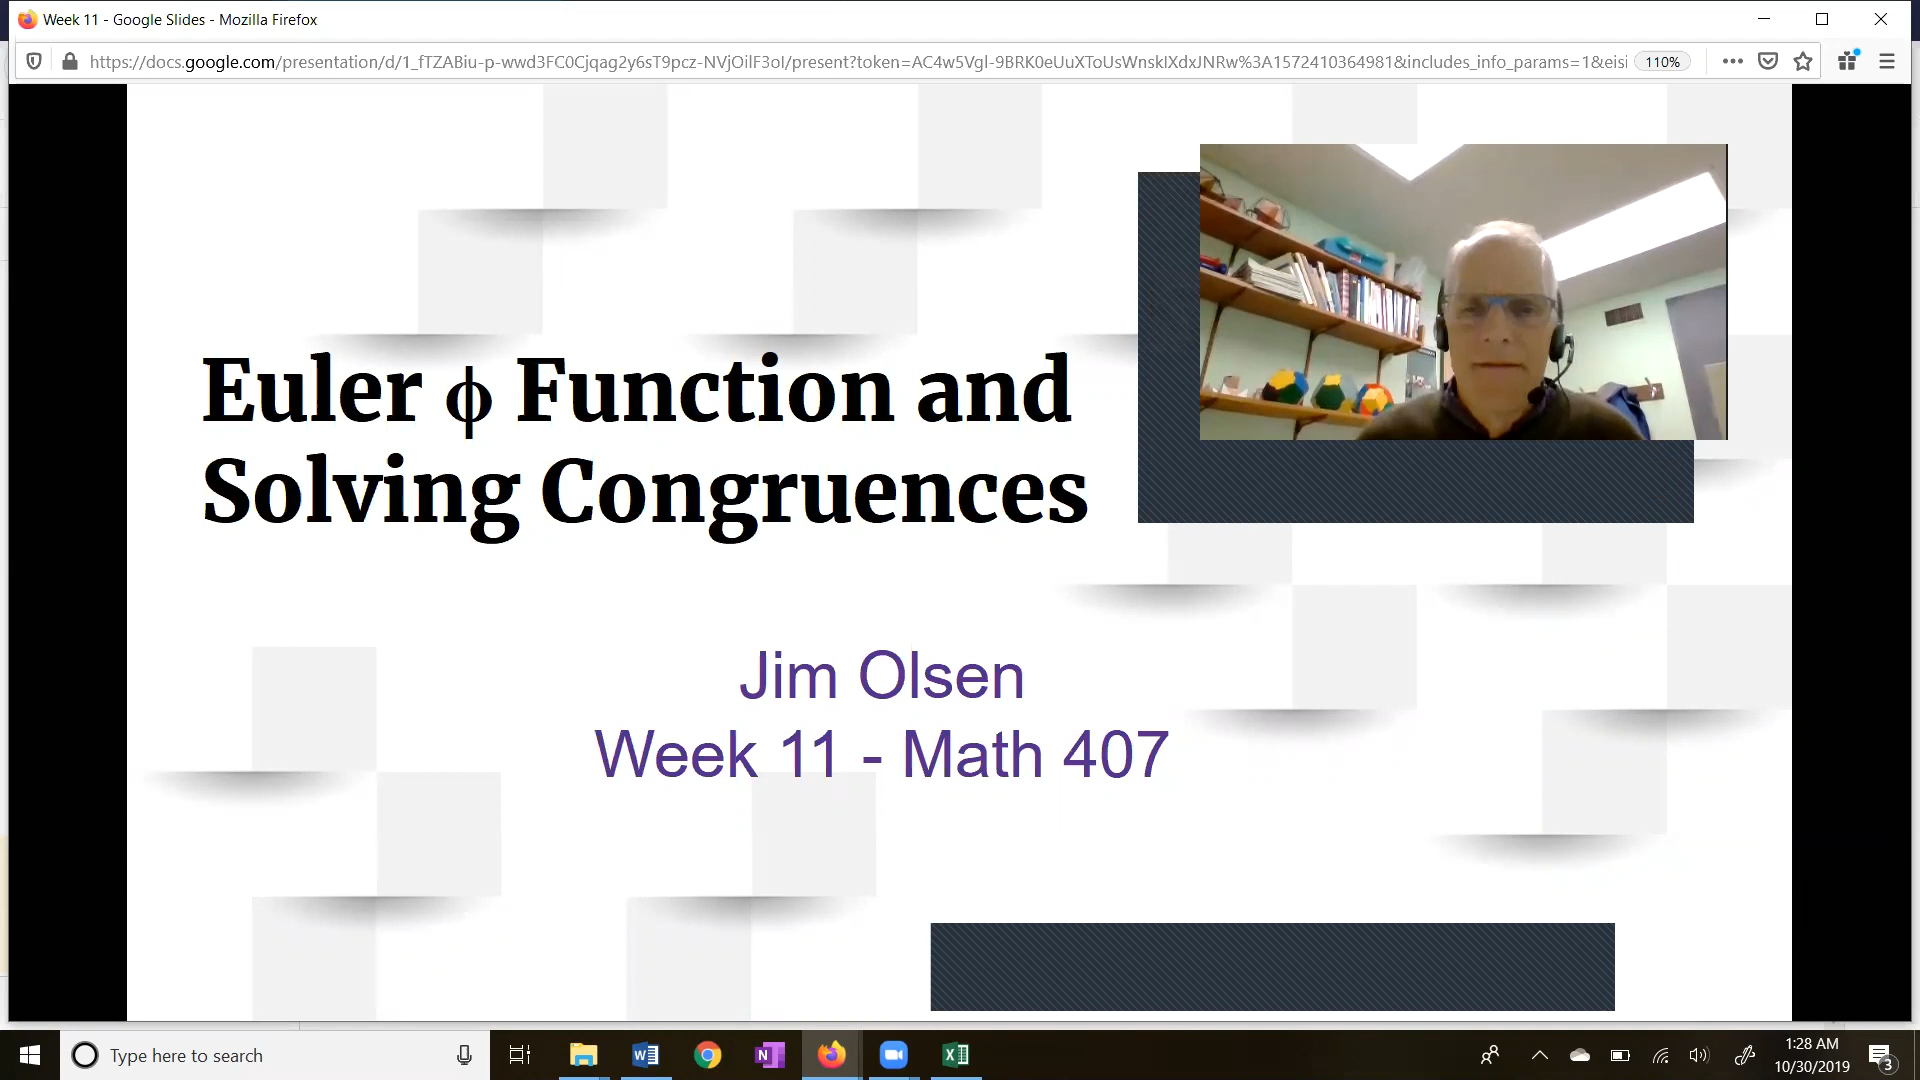 Week 11 - Google Slides - Mozilla Firefox
https://docs.google.com/presentation/d/1_fTZABiu-p-wwd3FC0Cjqag2y6sT9pcz-NVjOilF3oI/present?token=AC4w5Vgl-9BRK0eUuXToUsWnsklXdxJNRw%3A1572410364981&includes_info_params=1&eisi
110%
Euler ϕ Function and
Solving Congruences
Jim Olsen
Week 11 - Math 407
Type here to search
1:28 AM
10/30/2019
3